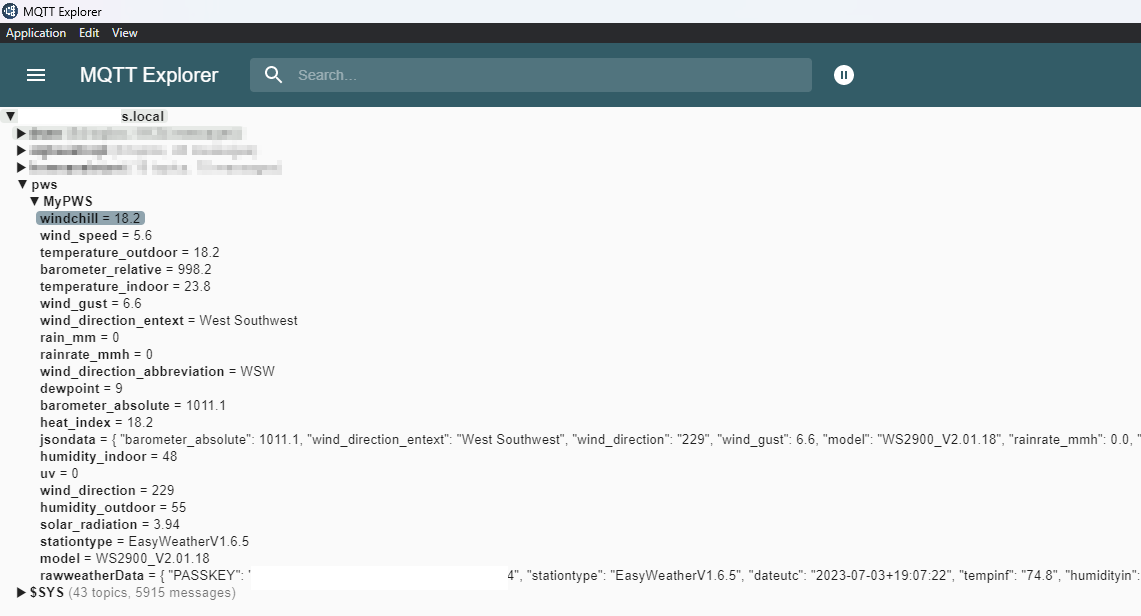 MQTT Explorer
Application Edit View
MQTT Explorer Search...
▼ s.local
▶
▶
▶
▼ pws
▼ MyPWS
windchill = 18.2
wind_speed = 5.6
temperature_outdoor = 18.2
barometer_relative = 998.2
temperature_indoor = 23.8
wind_gust = 6.6
wind_direction_entext = West Southwest
rain_mm = 0
rainrate_mmh = 0
wind_direction_abbreviation = WSW
dewpoint = 9
barometer_absolute = 1011.1
heat_index = 18.2
jsondata = { "barometer_absolute": 1011.1, "wind_direction_entext": "West Southwest", "wind_direction": "229", "wind_gust": 6.6, "model": "WS2900_V2.01.18", "rainrate_mmh": 0.0, "
humidity_indoor = 48
uv = 0
wind_direction = 229
humidity_outdoor = 55
solar_radiation = 3.94
stationtype = EasyWeatherV1.6.5
model = WS2900_V2.01.18
rawweatherData = { "PASSKEY": ' 4", "stationtype": "EasyWeatherV1.6.5", "dateutc": "2023-07-03+19:07:22", "tempinf": "74.8", "humidityin":
▶ $SYS (43 topics, 5915 messages)